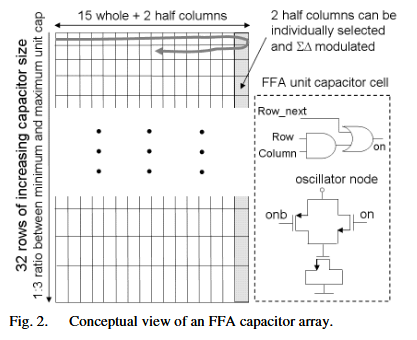 15 whole + 2 half columns
2 half columns can be
individually selected
and ΣΔ modulated
32 rows of increasing capacitor size
1:3 ratio between minimum and maximum unit cap
FFA unit capacitor cell
Row_next
Row
Column
on
oscillator node
onb
on
Fig. 2. Conceptual view of an FFA capacitor array.